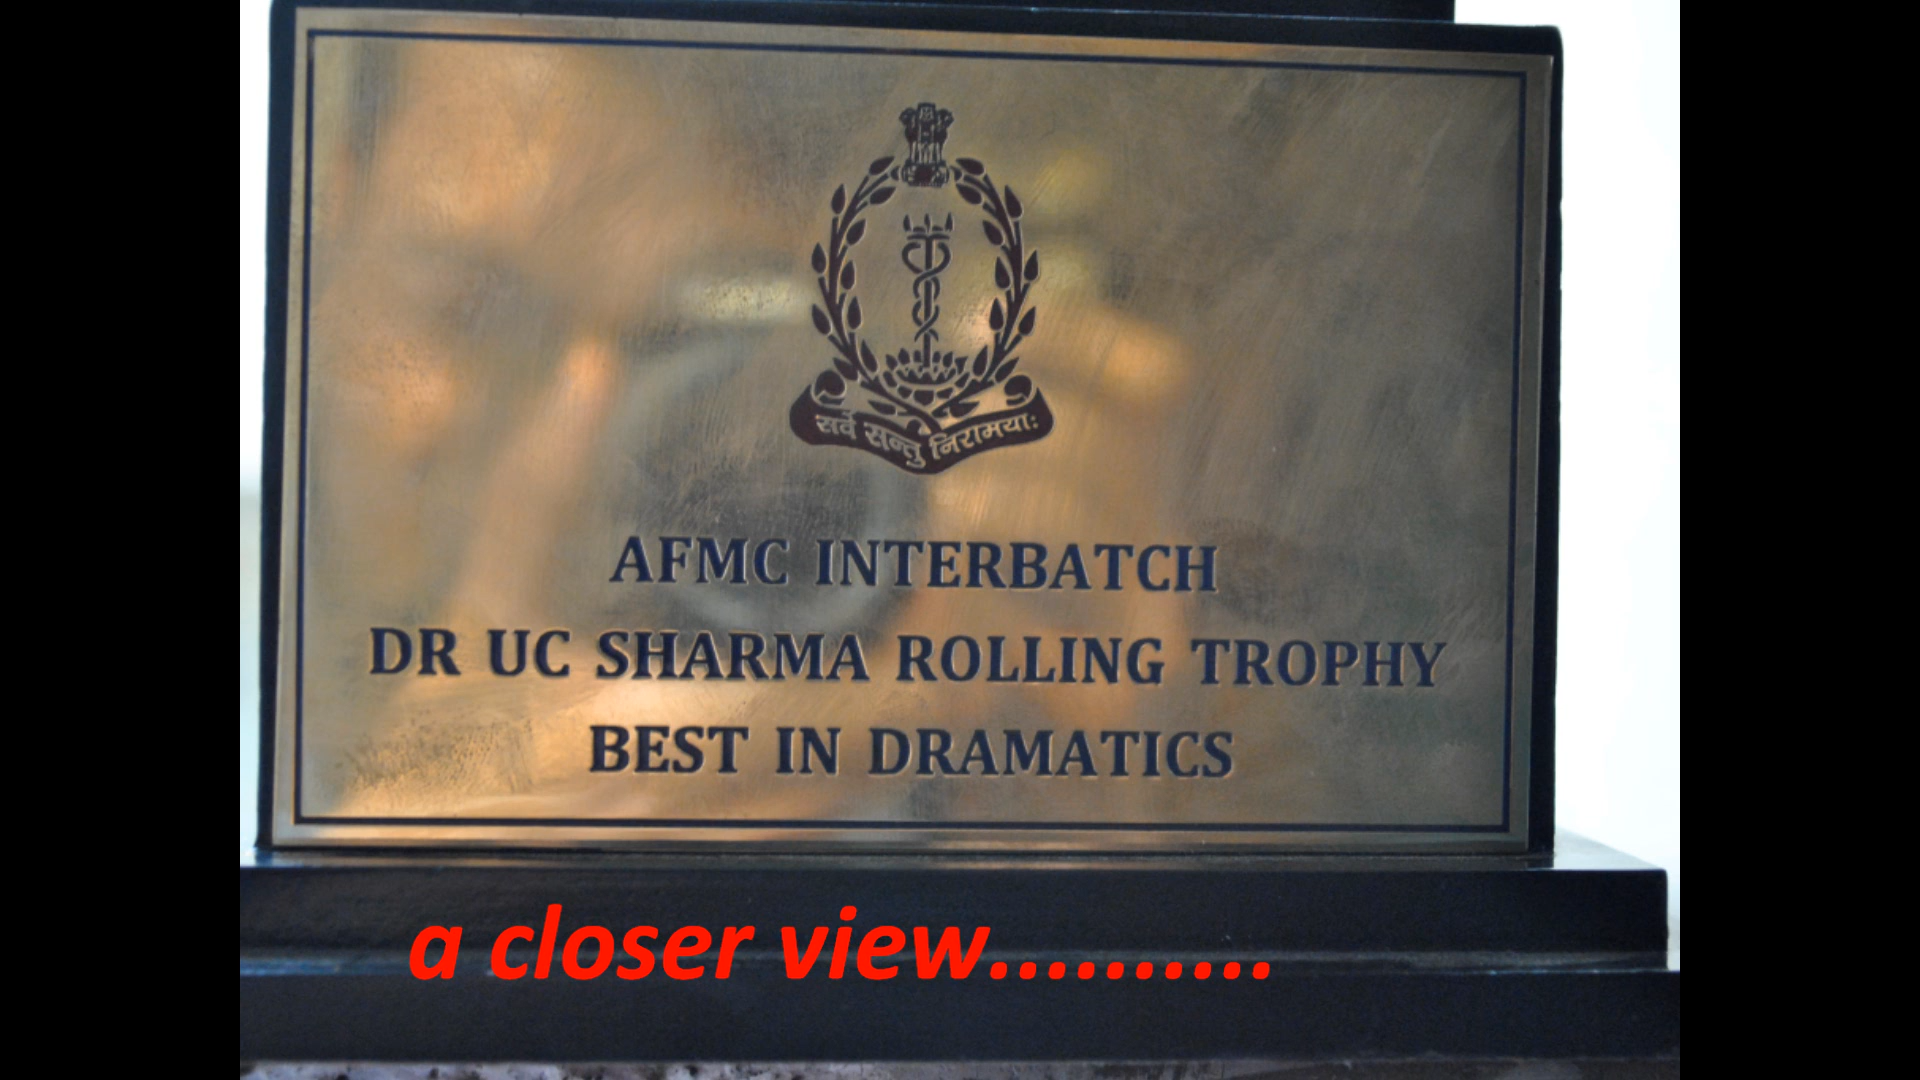 सर्वे सन्तु निरामयाः
AFMC INTERBATCH
DR UC SHARMA ROLLING TROPHY
BEST IN DRAMATICS
a closer view..........